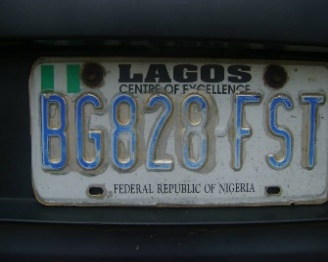 LAGOS
CENTRE OF EXCELLENCE
BG828 FST
FEDERAL REPUBLIC OF NIGERIA